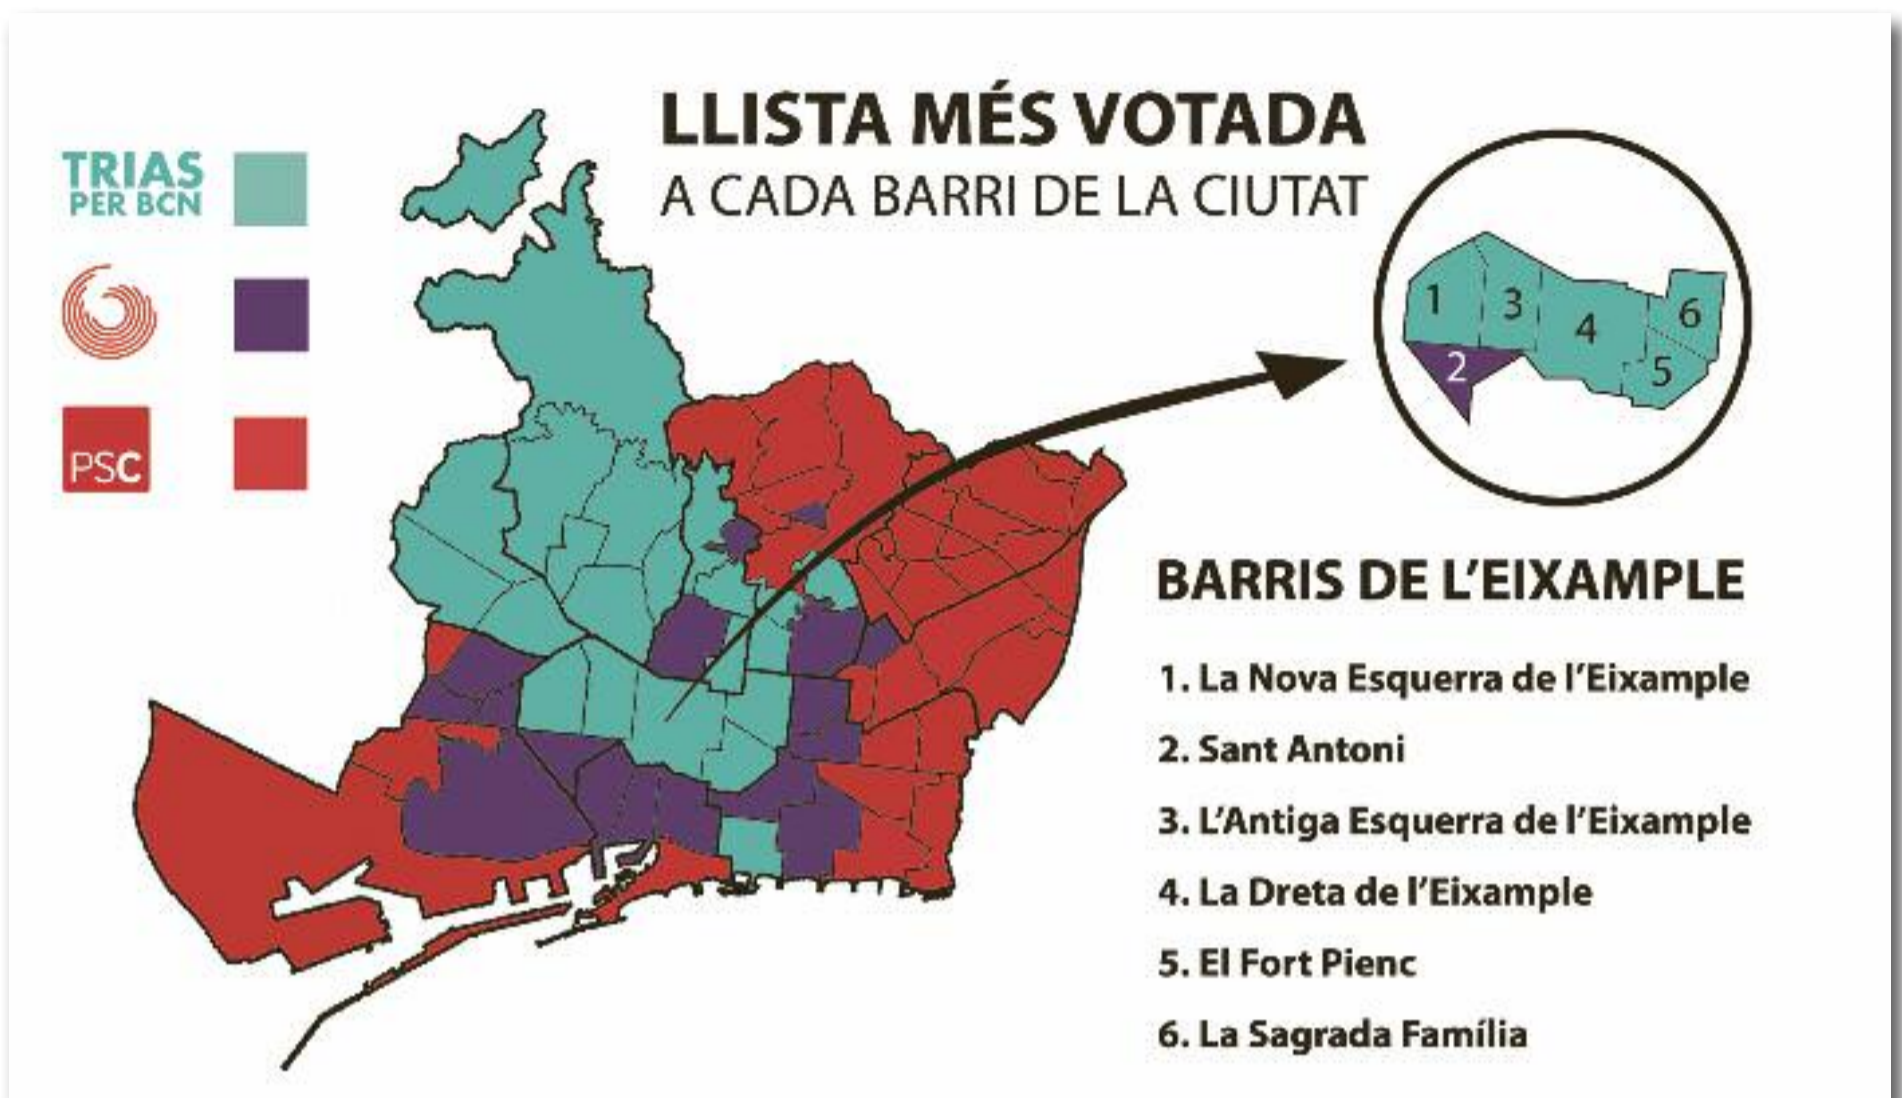 LLISTA MÉS VOTADA
A CADA BARRI DE LA CIUTAT
TRIAS
PER BCN
PSC
1
3
4
6
2
5
BARRIS DE L'EIXAMPLE
1. La Nova Esquerra de l'Eixample
2. Sant Antoni
3. L'Antiga Esquerra de l'Eixample
4. La Dreta de l'Eixample
5. El Fort Pienc
6. La Sagrada Família